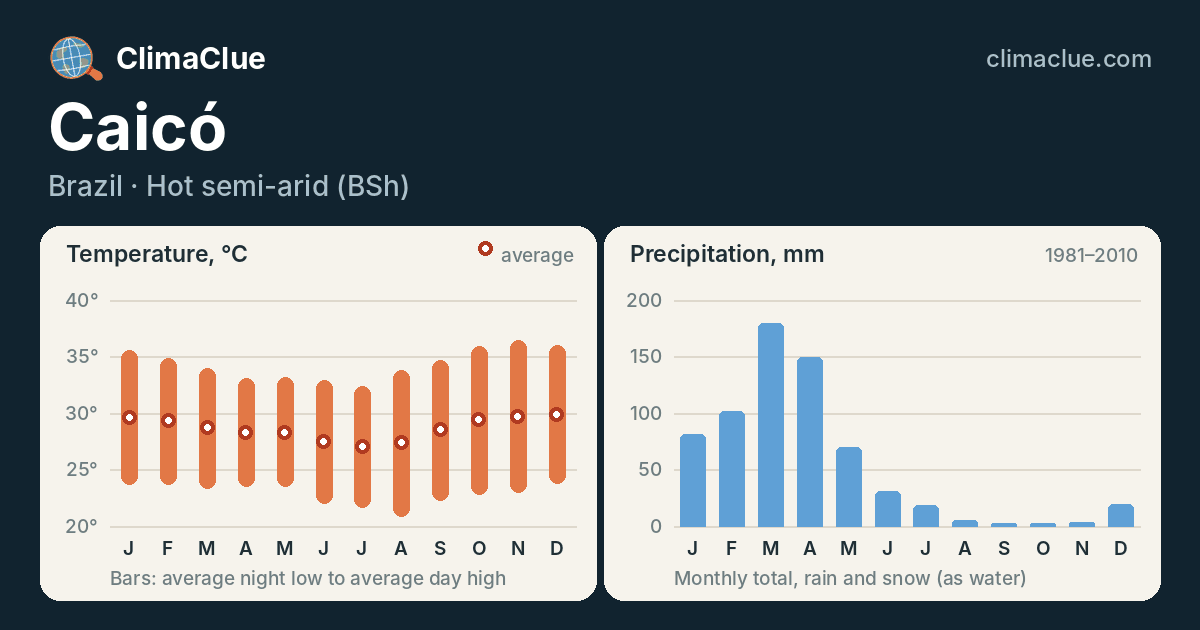 ClimaClue
climaclue.com
Caicó
Brazil · Hot semi-arid (BSh)
Temperature, °C
average
40°
35°
30°
25°
20°
J F M A M J J A S O N D
Bars: average night low to average day high
Precipitation, mm
1981–2010
200
150
100
50
0
J F M A M J J A S O N D
Monthly total, rain and snow (as water)